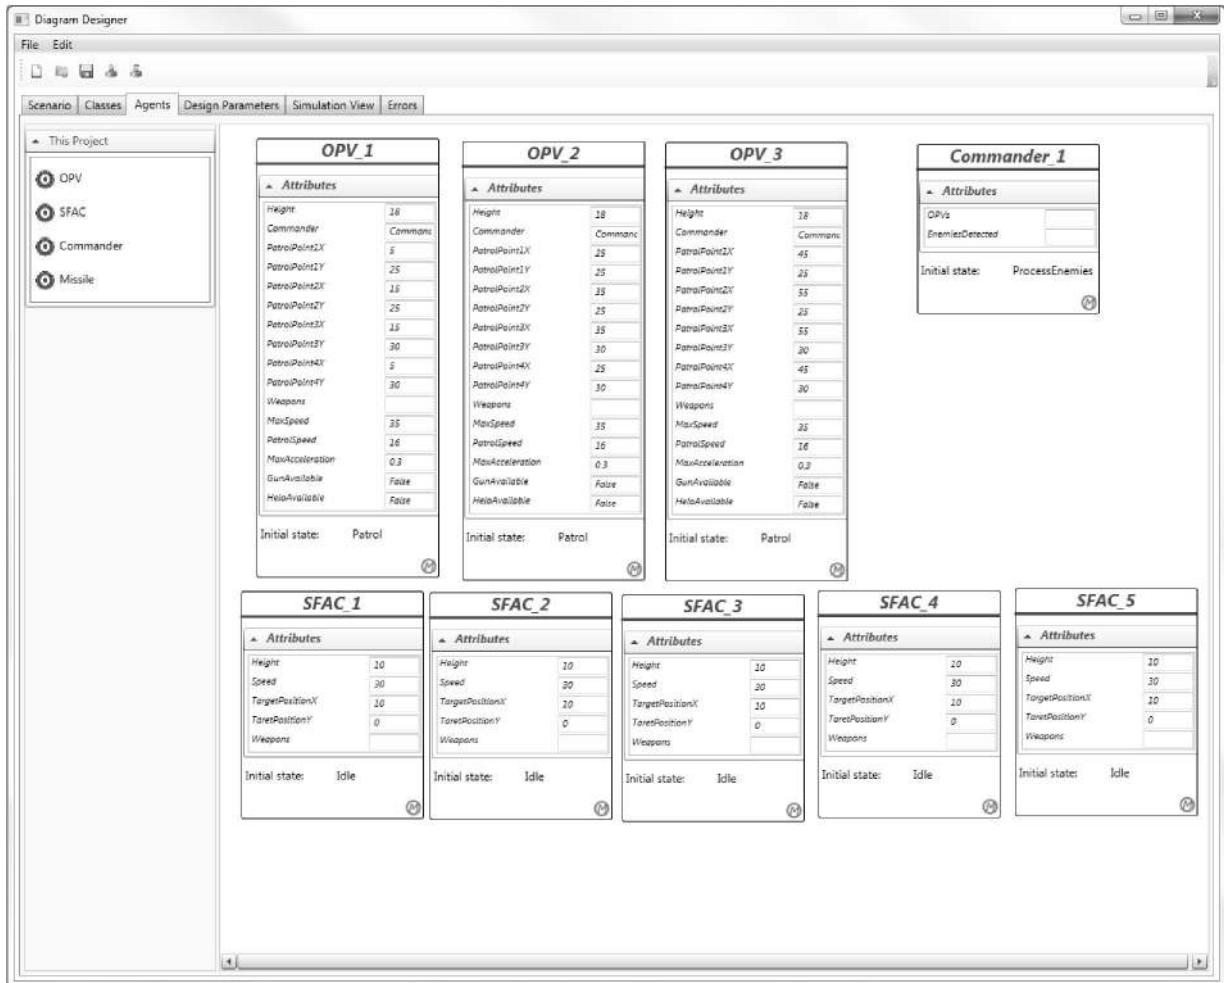 Diagram Designer
File Edit
Scenario Classes Agents Design Parameters Simulation View Errors
This Project
OPV
SFAC
Commander
Missile
OPV_1
Attributes
Height 18
Commander Commanc
PatrolPoint1X 5
PatrolPoint1Y 25
PatrolPoint2X 15
PatrolPoint2Y 25
PatrolPoint3X 15
PatrolPoint3Y 30
PatrolPoint4X 5
PatrolPoint4Y 30
Weapons
MaxSpeed 35
PatrolSpeed 16
MaxAcceleration 0.3
GunAvailable False
HeloAvailable False
Initial state: Patrol
M
OPV_2
Attributes
Height 18
Commander Commanc
PatrolPoint1X 25
PatrolPoint1Y 25
PatrolPoint2X 35
PatrolPoint2Y 25
PatrolPoint3X 35
PatrolPoint3Y 30
PatrolPoint4X 25
PatrolPoint4Y 30
Weapons
MaxSpeed 35
PatrolSpeed 16
MaxAcceleration 0.3
GunAvailable False
HeloAvailable False
Initial state: Patrol
M
OPV_3
Attributes
Height 18
Commander Commanc
PatrolPoint1X 45
PatrolPoint1Y 25
PatrolPoint2X 55
PatrolPoint2Y 25
PatrolPoint3X 55
PatrolPoint3Y 30
PatrolPoint4X 45
PatrolPoint4Y 30
Weapons
MaxSpeed 35
PatrolSpeed 16
MaxAcceleration 0.3
GunAvailable False
HeloAvailable False
Initial state: Patrol
M
Commander_1
Attributes
OPVs
EnemiesDetected
Initial state: ProcessEnemies
M
SFAC_1
Attributes
Height 10
Speed 30
TargetPositionX 10
TaretPositionY 0
Weapons
Initial state: Idle
M
SFAC_2
Attributes
Height 10
Speed 30
TargetPositionX 10
TaretPositionY 0
Weapons
Initial state: Idle
M
SFAC_3
Attributes
Height 10
Speed 30
TargetPositionX 10
TaretPositionY 0
Weapons
Initial state: Idle
M
SFAC_4
Attributes
Height 10
Speed 30
TargetPositionX 10
TaretPositionY 0
Weapons
Initial state: Idle
M
SFAC_5
Attributes
Height 10
Speed 30
TargetPositionX 10
TaretPositionY 0
Weapons
Initial state: Idle
M